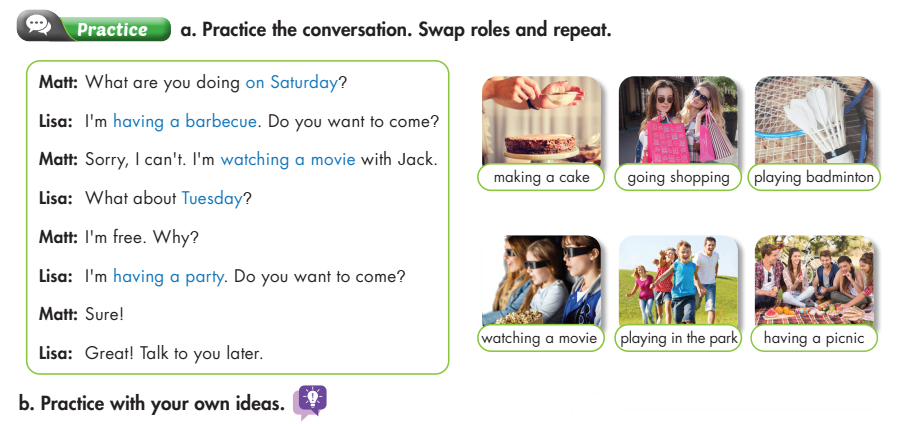 Practice a. Practice the conversation. Swap roles and repeat.
Matt: What are you doing on Saturday?
Lisa: I'm having a barbecue. Do you want to come?
Matt: Sorry, I can't. I'm watching a movie with Jack.
Lisa: What about Tuesday?
Matt: I'm free. Why?
Lisa: I'm having a party. Do you want to come?
Matt: Sure!
Lisa: Great! Talk to you later.
making a cake
going shopping
playing badminton
watching a movie
playing in the park
having a picnic
b. Practice with your own ideas.